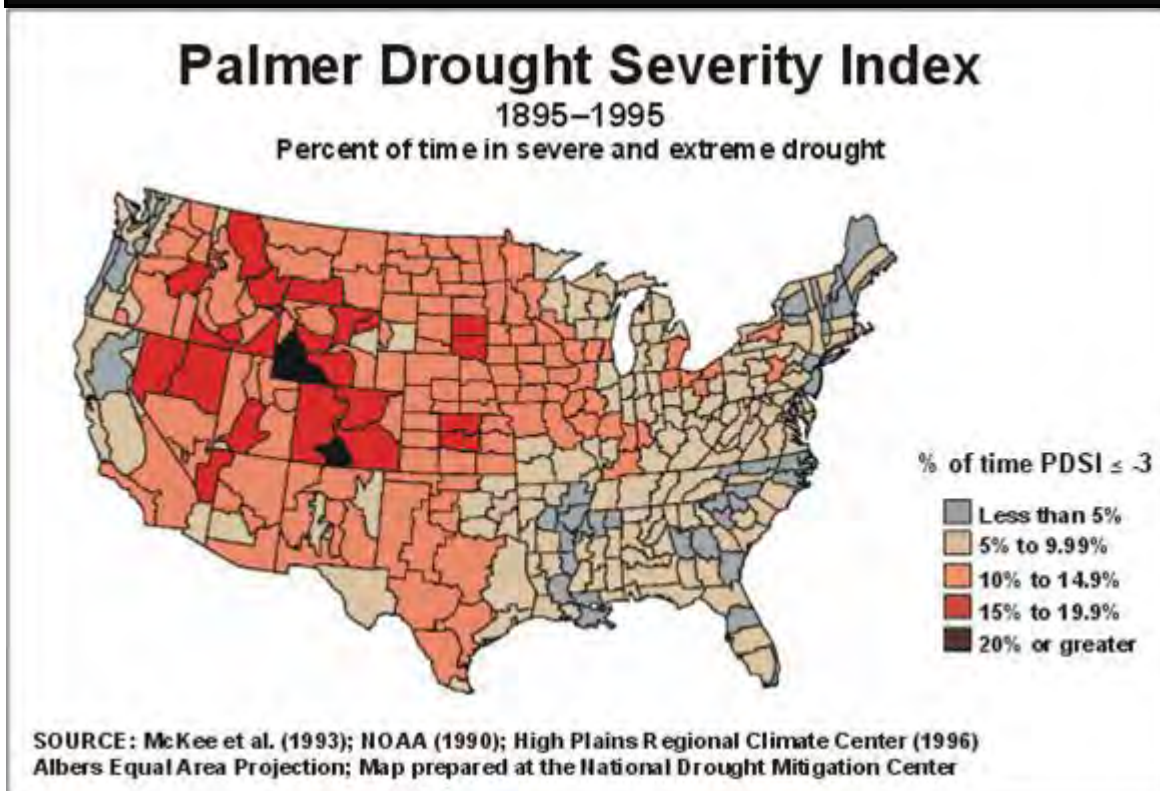 Palmer Drought Severity Index
1895–1995
Percent of time in severe and extreme drought
% of time PDSI ≤ -3
Less than 5%
5% to 9.99%
10% to 14.9%
15% to 19.9%
20% or greater
SOURCE: McKee et al. (1993); NOAA (1990); High Plains Regional Climate Center (1996)
Albers Equal Area Projection; Map prepared at the National Drought Mitigation Center